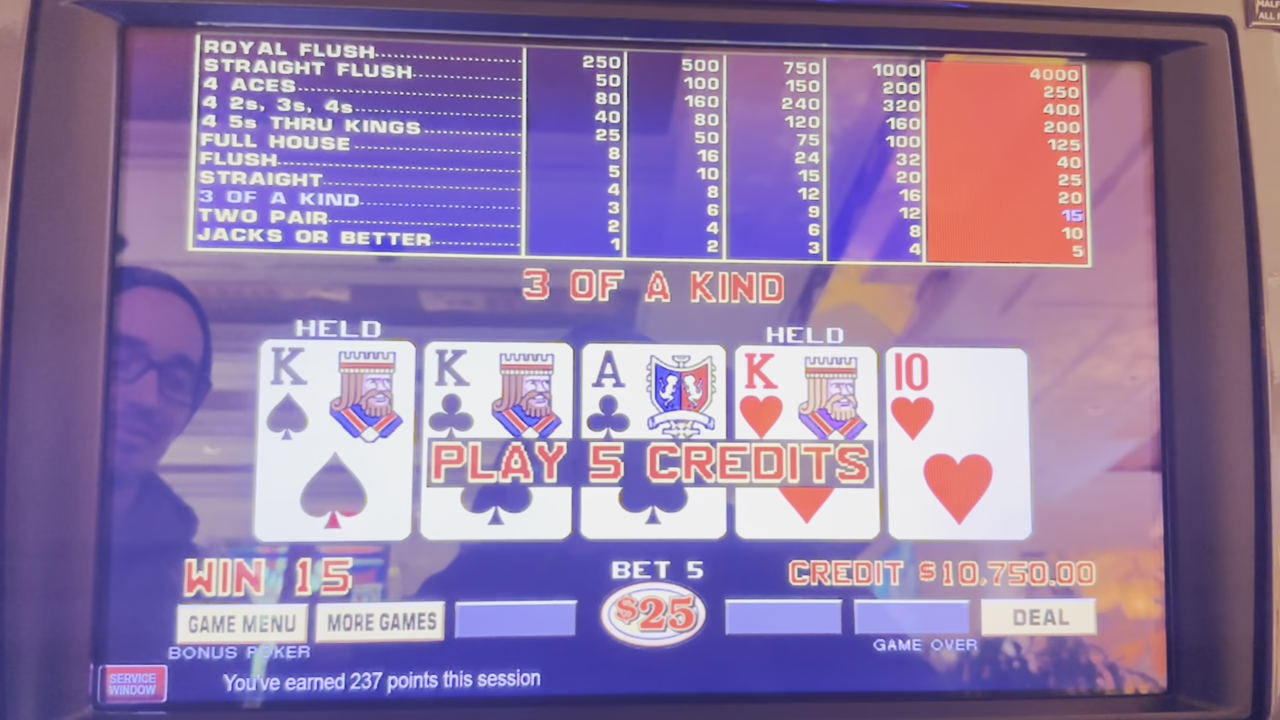 ROYAL FLUSH 250 500 750 1000 4000
STRAIGHT FLUSH 50 100 150 200 250
4 ACES 80 160 240 320 400
4 2s, 3s, 4s 40 80 120 160 200
4 5s THRU KINGS 25 50 75 100 125
FULL HOUSE 8 16 24 32 40
FLUSH 5 10 15 20 25
STRAIGHT 4 8 12 16 20
3 OF A KIND 3 6 9 12 15
TWO PAIR 2 4 6 8 10
JACKS OR BETTER 1 2 3 4 5
3 OF A KIND
HELD HELD
K K A K 10
PLAY 5 CREDITS
WIN 15 BET 5 CREDIT $10,750.00
GAME MENU MORE GAMES $25 DEAL
BONUS POKER GAME OVER
SERVICE WINDOW You've earned 237 points this session